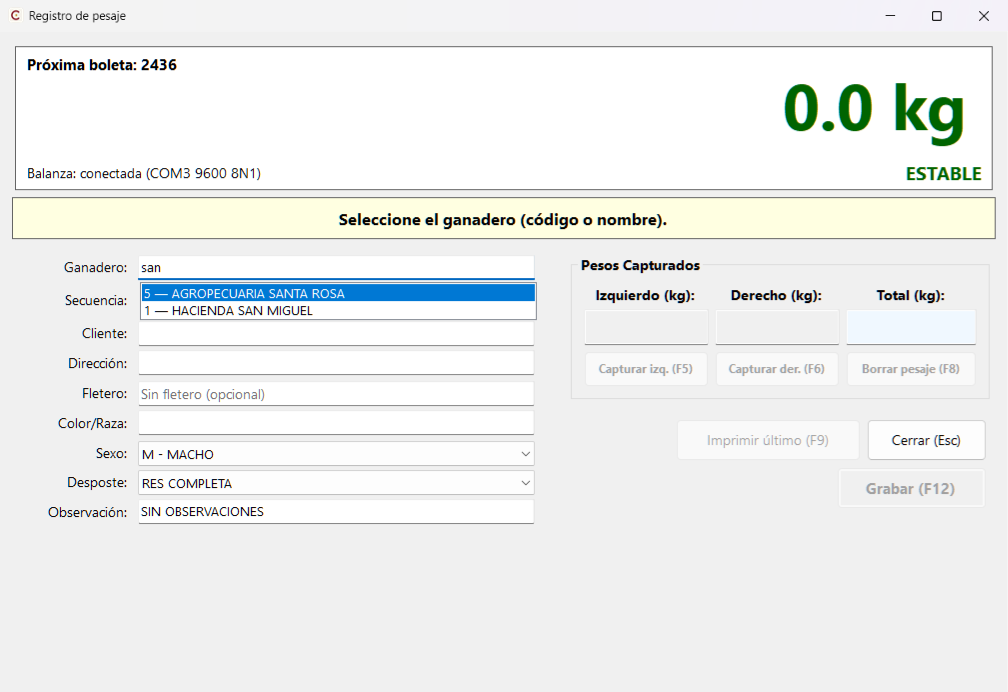 Registro de pesaje
Próxima boleta: 2436
0.0 kg
Balanza: conectada (COM3 9600 8N1)
ESTABLE
Seleccione el ganadero (código o nombre).
Ganadero: san
5 — AGROPECUARIA SANTA ROSA
1 — HACIENDA SAN MIGUEL
Secuencia:
Cliente:
Dirección:
Fletero: Sin fletero (opcional)
Color/Raza:
Sexo: M - MACHO
Desposte: RES COMPLETA
Observación: SIN OBSERVACIONES
Pesos Capturados
Izquierdo (kg): Derecho (kg): Total (kg):
Capturar izq. (F5) Capturar der. (F6) Borrar pesaje (F8)
Imprimir último (F9) Cerrar (Esc)
Grabar (F12)